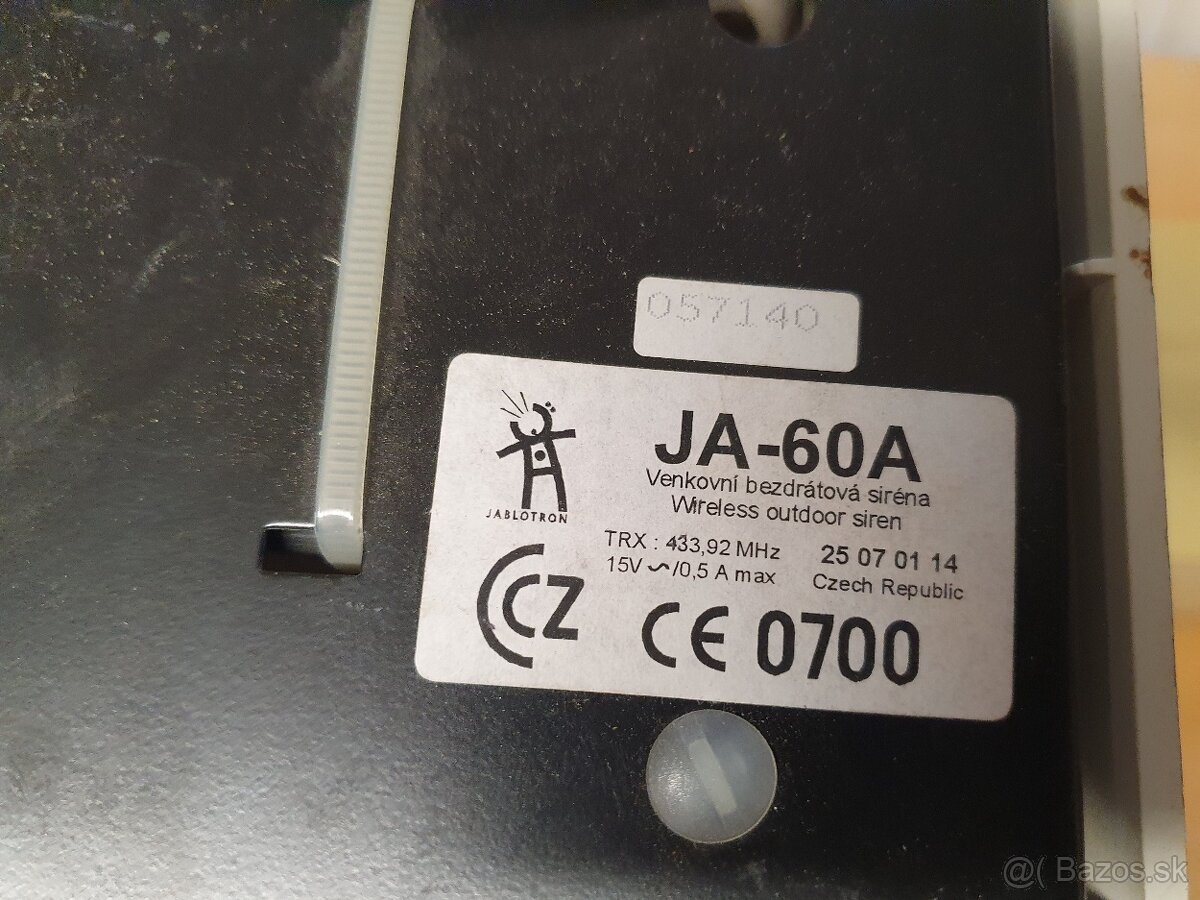 057140
JA-60A
Venkovní bezdrátová siréna
Wireless outdoor siren
JABLOTRON
TRX : 433,92 MHz
25 07 01 14
15V ~/0,5 A max
Czech Republic
CCZ
CE 0700
@( Bazos.sk